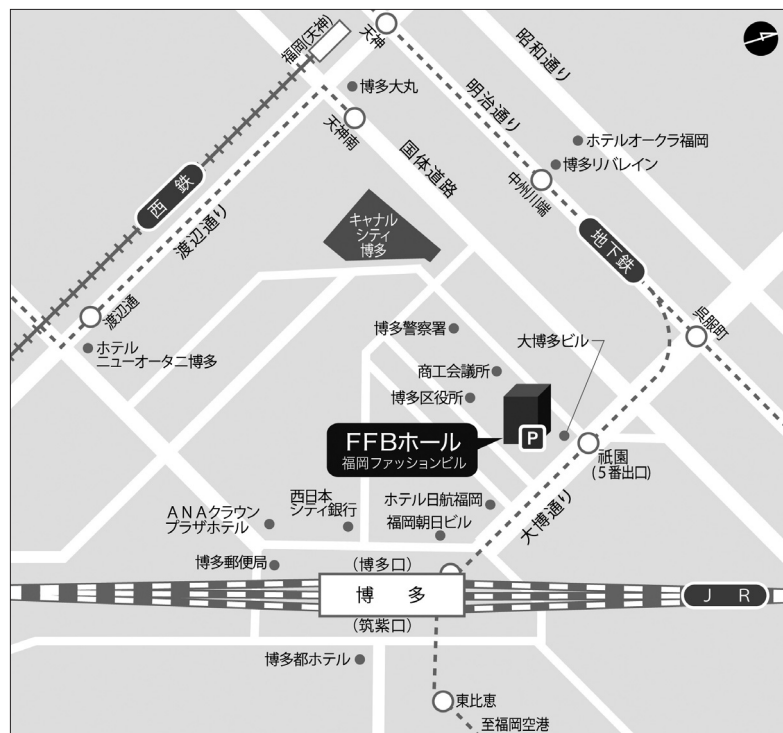 福岡(天神)
天神
昭和通り
博多大丸
明治通り
天神南
ホテルオークラ福岡
博多リバレイン
国体道路
中州川端
西 鉄
渡辺通り
キャナル
シティ
博多
地下鉄
渡辺通
呉服町
博多警察署
大博多ビル
ホテル
ニューオータニ博多
商工会議所
博多区役所
P
FFBホール
福岡ファッションビル
祇園
(5番出口)
大博通り
ANAクラウン
プラザホテル
西日本
シティ銀行
ホテル日航福岡
福岡朝日ビル
博多郵便局
(博多口)
博 多
J R
(筑紫口)
博多都ホテル
東比恵
至福岡空港